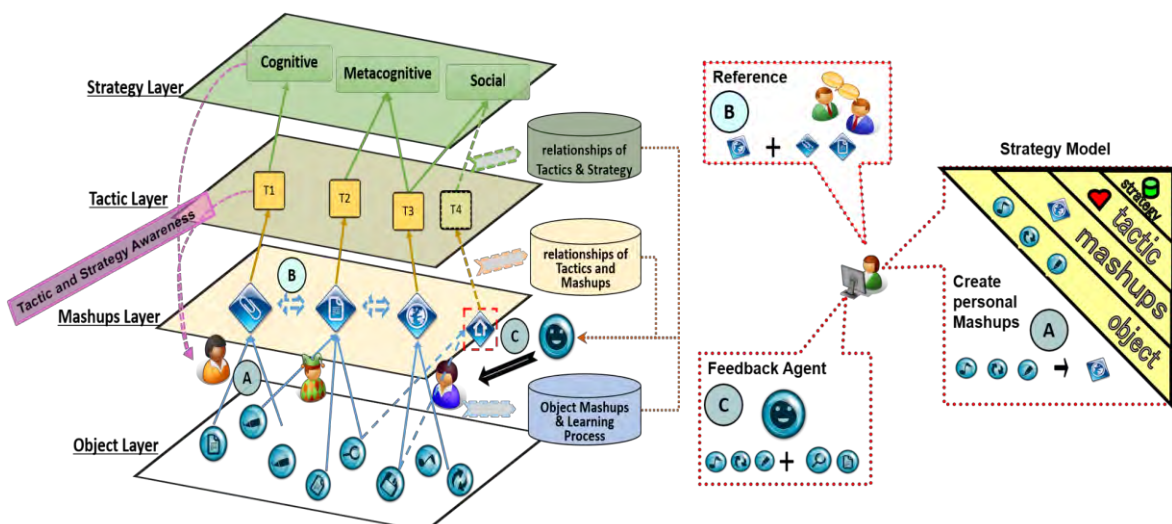 Strategy Layer
Cognitive
Metacognitive
Social
relationships of
Tactics & Strategy
Tactic Layer
T1
T2
T3
T4
Tactic and Strategy Awareness
relationships of
Tactics and
Mashups
B
Mashups Layer
C
A
Object Mashups
& Learning
Process
Object Layer
Reference
B
+
Strategy Model
strategy
tactic
mashups
object
Create
personal
Mashups
A
Feedback Agent
C
+